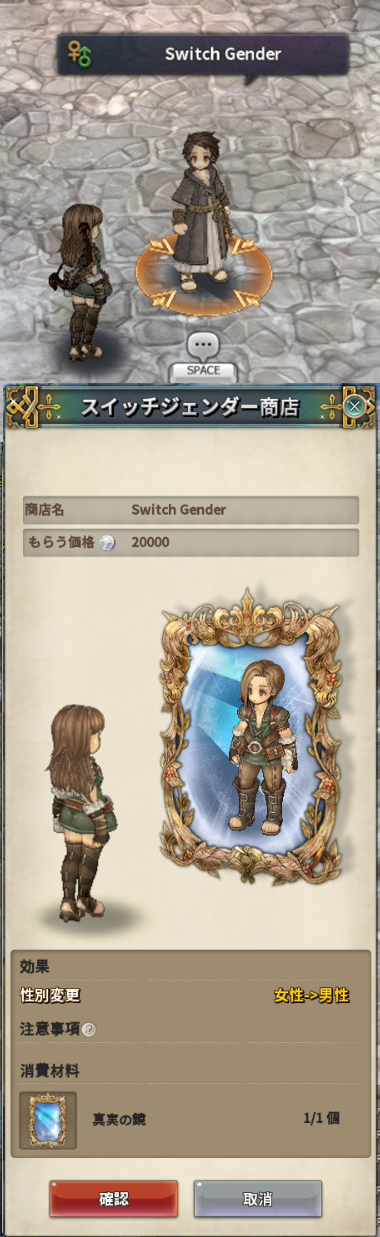 Switch Gender
...
SPACE
スイッチジェンダー商店
商店名 Switch Gender
もらう価格 20000
効果
性別変更 女性->男性
注意事項 ?
消費材料
真実の鏡 1/1 個
確認 取消